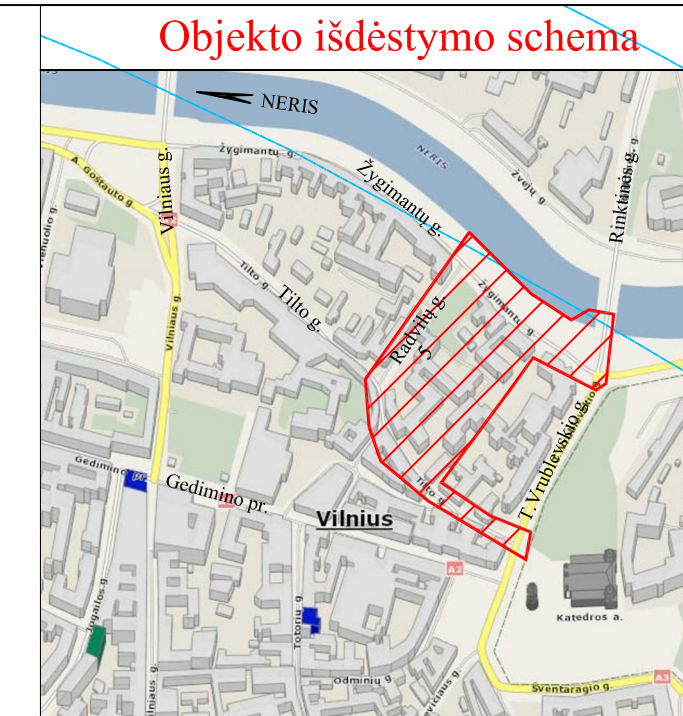 Objekto išdėstymo schema
NERIS
NERIS
Žygimantų g.
Žygimantų g.
Žvejų g.
Rinktinės g.
A. Goštauto g.
Vilniaus g.
Tilto g.
Tilto g.
Radvilų g.
5
Žygimantų g.
Vilniaus g.
T. Vrublevskio g.
Tilto g.
Gedimino pr.
Gedimino pr.
Vilnius
A2
Katedros a.
Jogailos g.
Totorių g.
Odminių g.
Šventaragio g.
A3